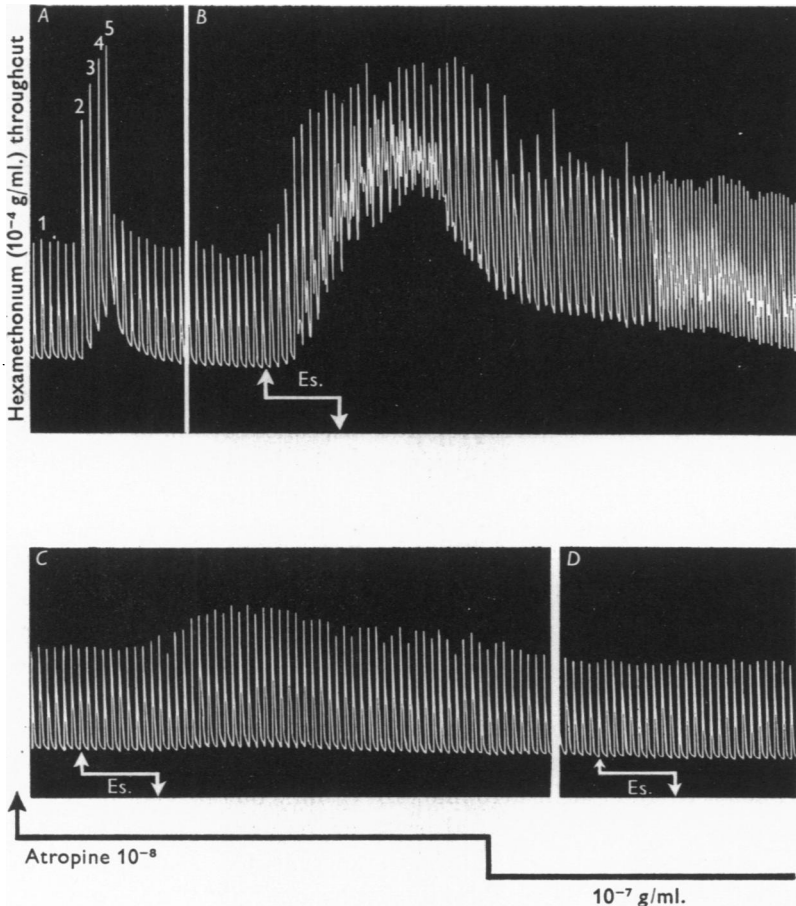 Hexamethonium (10⁻⁴ g/ml.) throughout
A
B
1
2
3
4
5
Es.
C
D
Es.
Es.
Atropine 10⁻⁸
10⁻⁷ g/ml.